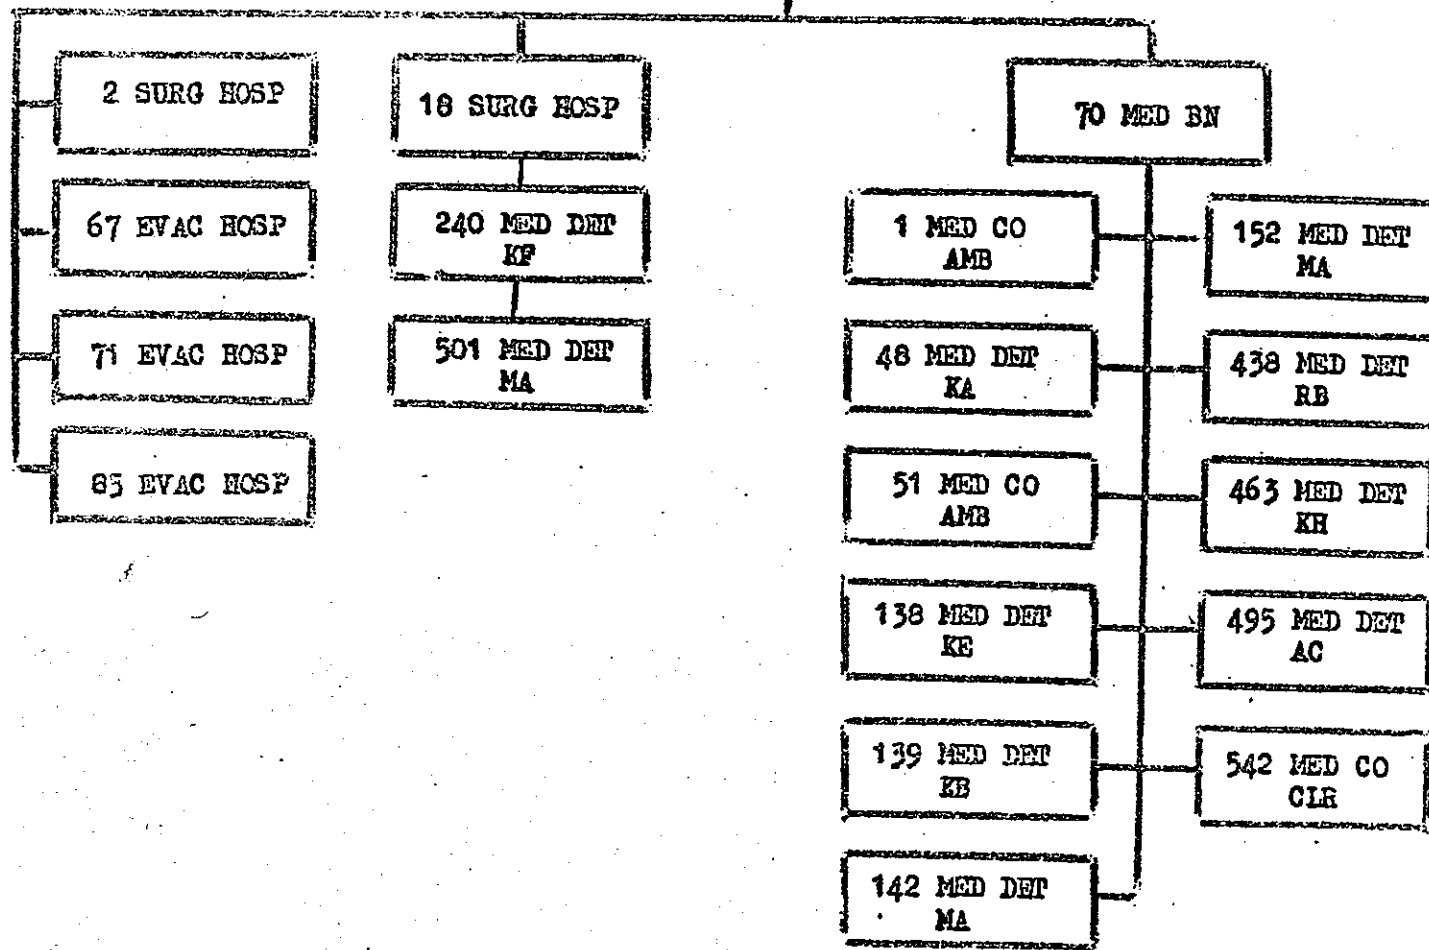 2 SURG HOSP
67 EVAC HOSP
71 EVAC HOSP
85 EVAC HOSP
18 SURG HOSP
240 MED DET
KF
501 MED DET
MA
70 MED BN
1 MED CO
AMB
48 MED DET
KA
51 MED CO
AMB
138 MED DET
KE
139 MED DET
KB
142 MED DET
MA
152 MED DET
MA
438 MED DET
RB
463 MED DET
KH
495 MED DET
AC
542 MED CO
CLR